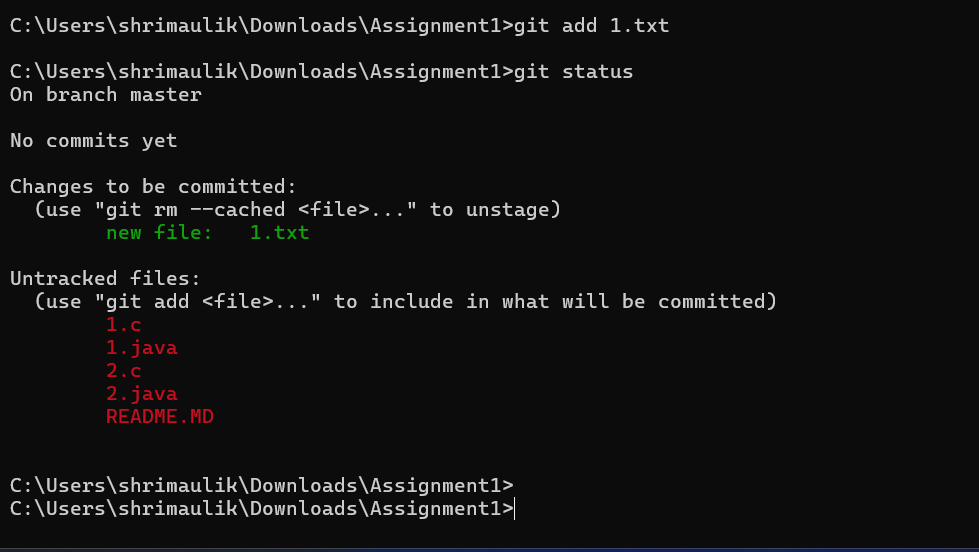 C:\Users\shrimaulik\Downloads\Assignment1>git add 1.txt
C:\Users\shrimaulik\Downloads\Assignment1>git status
On branch master
No commits yet
Changes to be committed:
  (use "git rm --cached <file>..." to unstage)
        new file:   1.txt
Untracked files:
  (use "git add <file>..." to include in what will be committed)
        1.c
        1.java
        2.c
        2.java
        README.MD
C:\Users\shrimaulik\Downloads\Assignment1>
C:\Users\shrimaulik\Downloads\Assignment1>